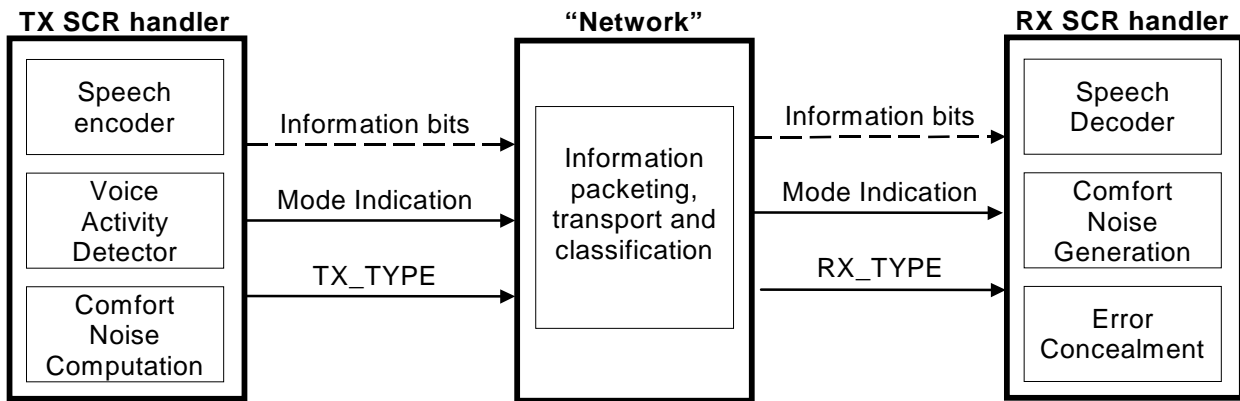 TX SCR handler
Speech
encoder
Voice
Activity
Detector
Comfort
Noise
Computation
Information bits
Mode Indication
TX_TYPE
“Network”
Information
packeting,
transport and
classification
Information bits
Mode Indication
RX_TYPE
RX SCR handler
Speech
Decoder
Comfort
Noise
Generation
Error
Concealment